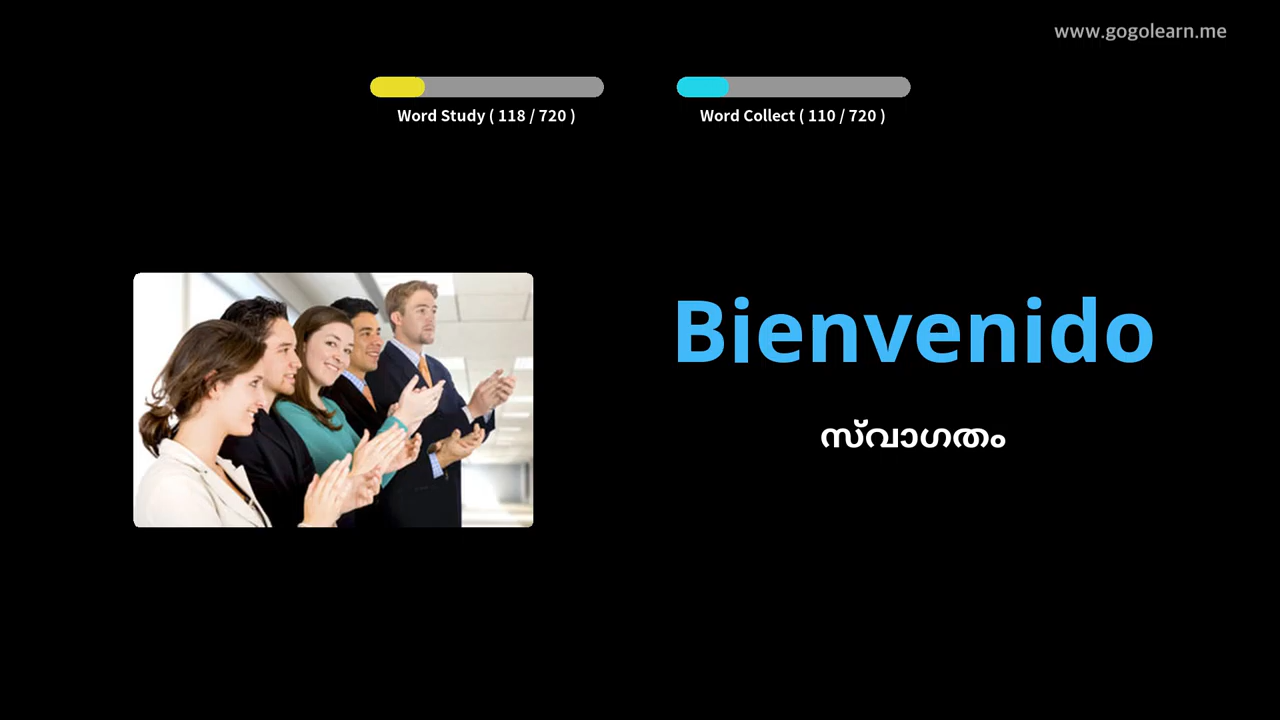 www.gogolearn.me
Word Study ( 118 / 720 )
Word Collect ( 110 / 720 )
Bienvenido
സ്വാഗതം